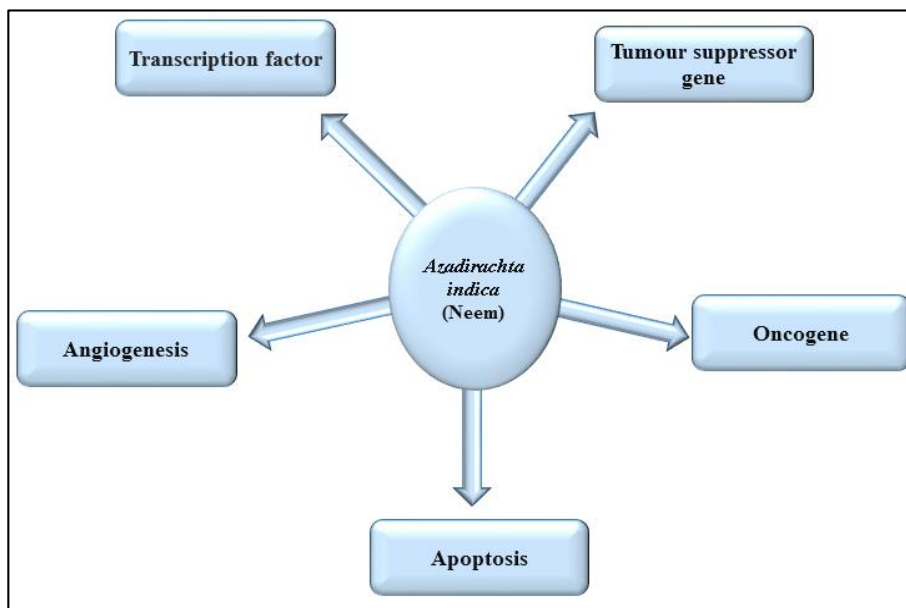 Transcription factor
Tumour suppressor
gene
Azadirachta
indica
(Neem)
Angiogenesis
Oncogene
Apoptosis